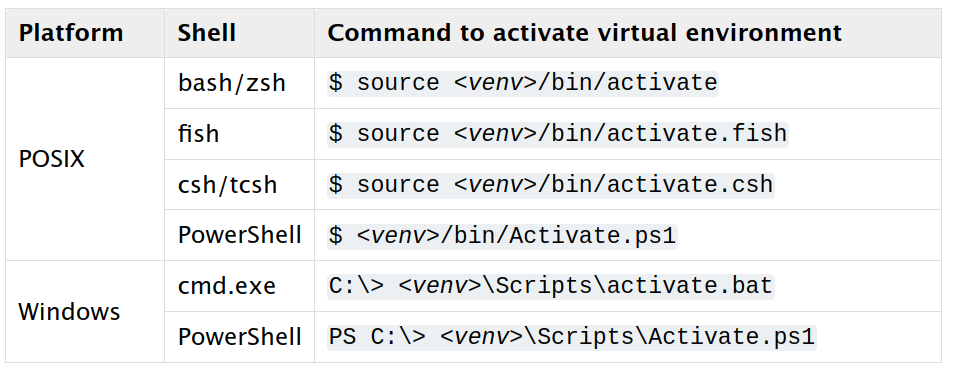 Platform Shell Command to activate virtual environment
POSIX bash/zsh $ source <venv>/bin/activate
fish $ source <venv>/bin/activate.fish
csh/tcsh $ source <venv>/bin/activate.csh
PowerShell $ <venv>/bin/Activate.ps1
Windows cmd.exe C:\> <venv>\Scripts\activate.bat
PowerShell PS C:\> <venv>\Scripts\Activate.ps1